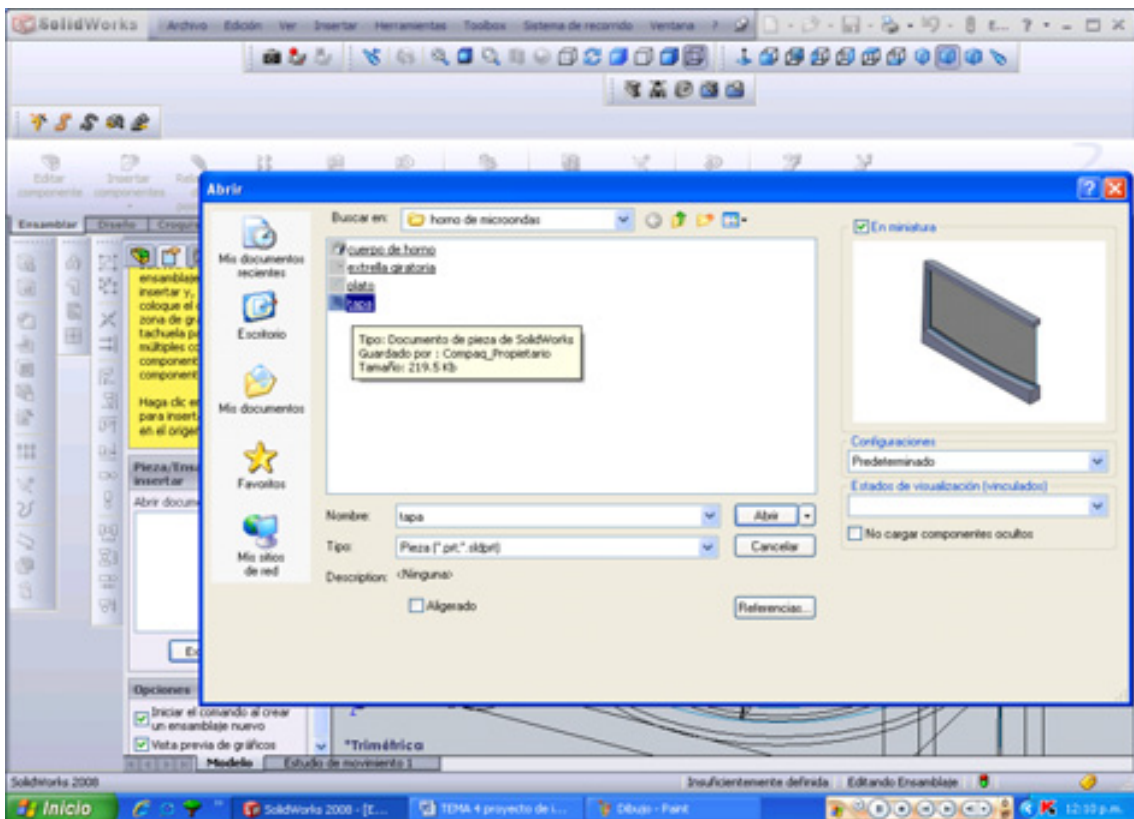 SolidWorks Archivo Edición Ver Insertar Herramientas Toolbox Sistema de recorrido Ventana ?
Editar componente
Insertar componentes
Ensamblar Diseño Croquis
ensamblaje
insertar y,
coloque el
zona de
tachuela
múltiples
component
component
Haga clic en
para insert
en el origen
Pieza/Ensa
insertar
Abrir docum
Opciones
Iniciar el comando al crear
un ensamblaje nuevo
Vista previa de gráficos
Abrir
Buscar en: horno de microondas
Mis documentos recientes
Escritorio
Mis documentos
Favoritos
Mis sitios de red
cuerpo de horno
extrella giratoria
plato
tapa
Tipo: Documento de pieza de SolidWorks
Guardado por : Compaq_Propietario
Tamaño: 219.5 Kb
Nombre: tapa
Tipo: Pieza (*.prt;*.sldprt)
Description: <Ninguna>
Aligerado
Abrir
Cancelar
Referencias...
En miniatura
Configuraciones
Predeterminado
Estados de visualización (vinculados)
No cargar componentes ocultos
*Trimétrica
Modelo Estudio de movimiento 1
SolidWorks 2008 Insuficientemente definida Editando Ensamblaje
Inicio SolidWorks 2008 - [E... TEMA 4 proyecto de i... Dibujo - Paint 12:10 p.m.